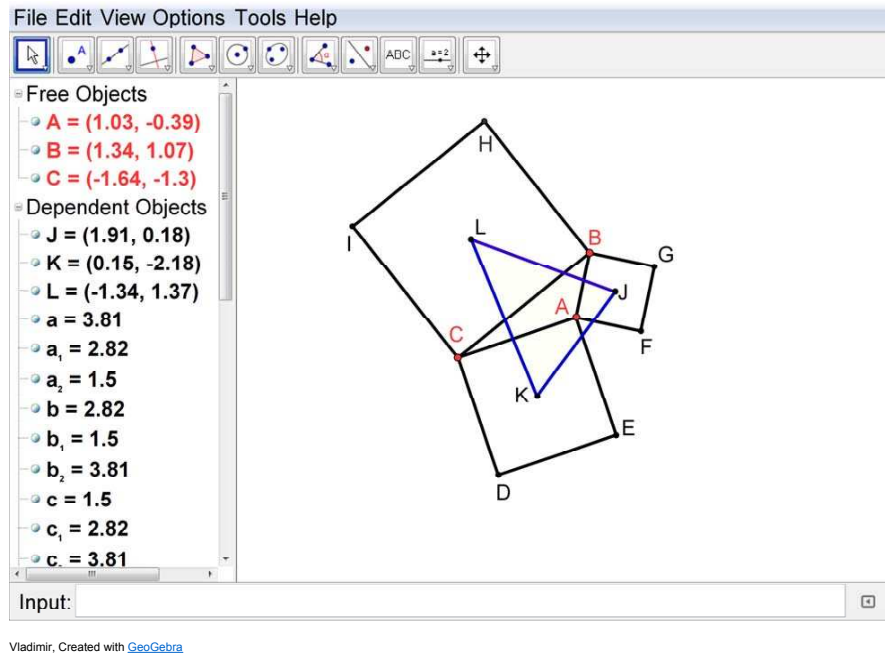 File Edit View Options Tools Help
A
ABC
a=2
Free Objects
A = (1.03, -0.39)
B = (1.34, 1.07)
C = (-1.64, -1.3)
Dependent Objects
J = (1.91, 0.18)
K = (0.15, -2.18)
L = (-1.34, 1.37)
a = 3.81
a₁ = 2.82
a₂ = 1.5
b = 2.82
b₁ = 1.5
b₂ = 3.81
c = 1.5
c₁ = 2.82
= 3.81
H
L
B
G
I
J
A
C
F
K
E
D
Input:
Vladimir, Created with GeoGebra